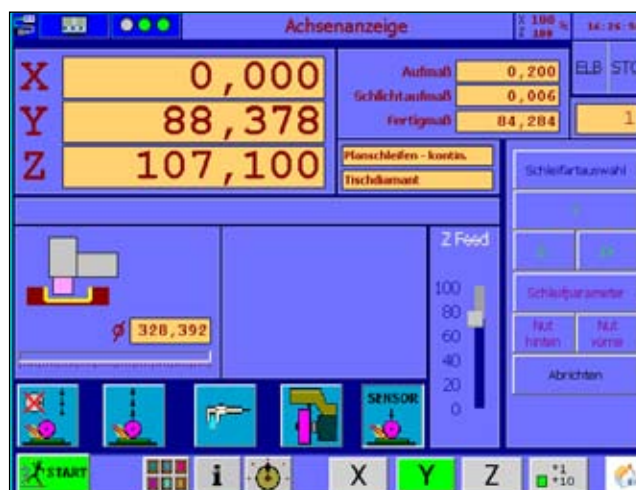 Achsenanzeige
X 100 %
Z 100
14:26:5
X 0,000
Y 88,378
Z 107,100
Aufmaß 0,200
Schlichtaufmaß 0,006
Fertigmaß 84,284
ELB STO
1
Planschleifen - kontin.
Tischdiamant
Schleifartauswahl
Schleifparameter
Nut hinten
Nut vorne
Abrichten
Z Feed
100
80
60
40
20
0
ø 328,392
SENSOR
START
i
X Y Z
*1
*10